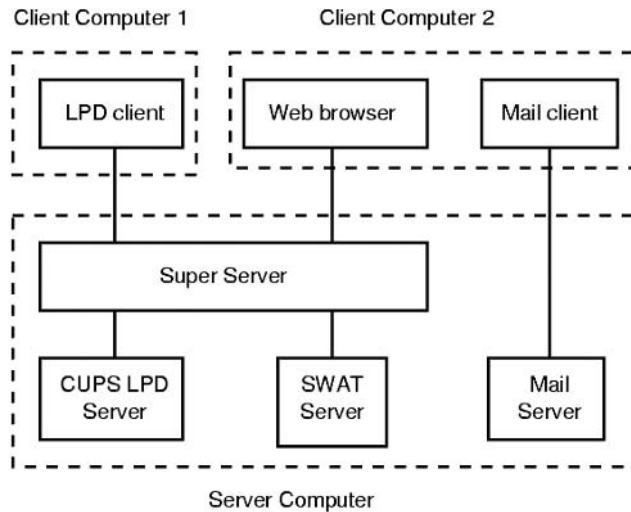 Client Computer 1
Client Computer 2
LPD client
Web browser
Mail client
Super Server
CUPS LPD
Server
SWAT
Server
Mail
Server
Server Computer